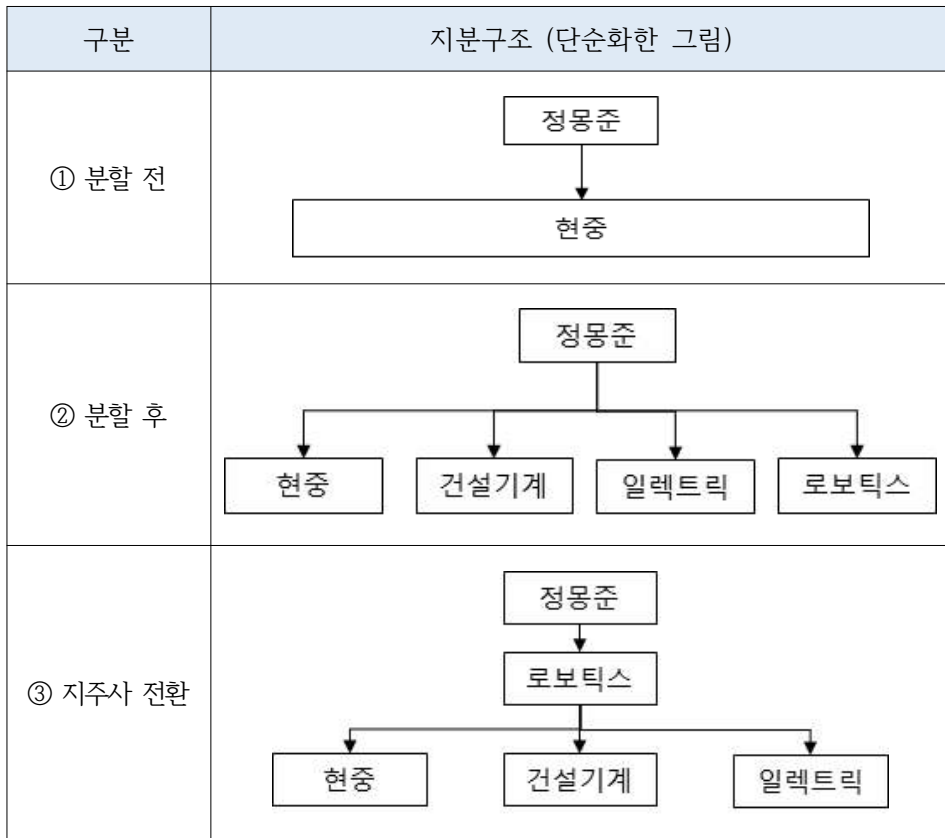 구분
지분구조 (단순화한 그림)
① 분할 전
정몽준
현중
② 분할 후
정몽준
현중
건설기계
일렉트릭
로보틱스
③ 지주사 전환
정몽준
로보틱스
현중
건설기계
일렉트릭